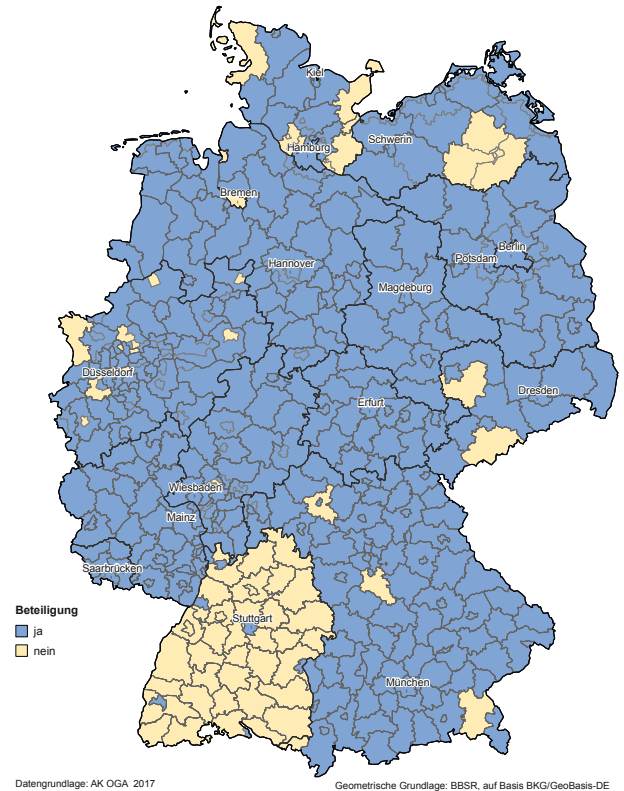 Kiel
Schwerin
Hamburg
Bremen
Berlin
Potsdam
Hannover
Magdeburg
Düsseldorf
Dresden
Erfurt
Wiesbaden
Mainz
Saarbrücken
Stuttgart
München
Beteiligung
ja
nein
Datengrundlage: AK OGA 2017
Geometrische Grundlage: BBSR, auf Basis BKG/GeoBasis-DE